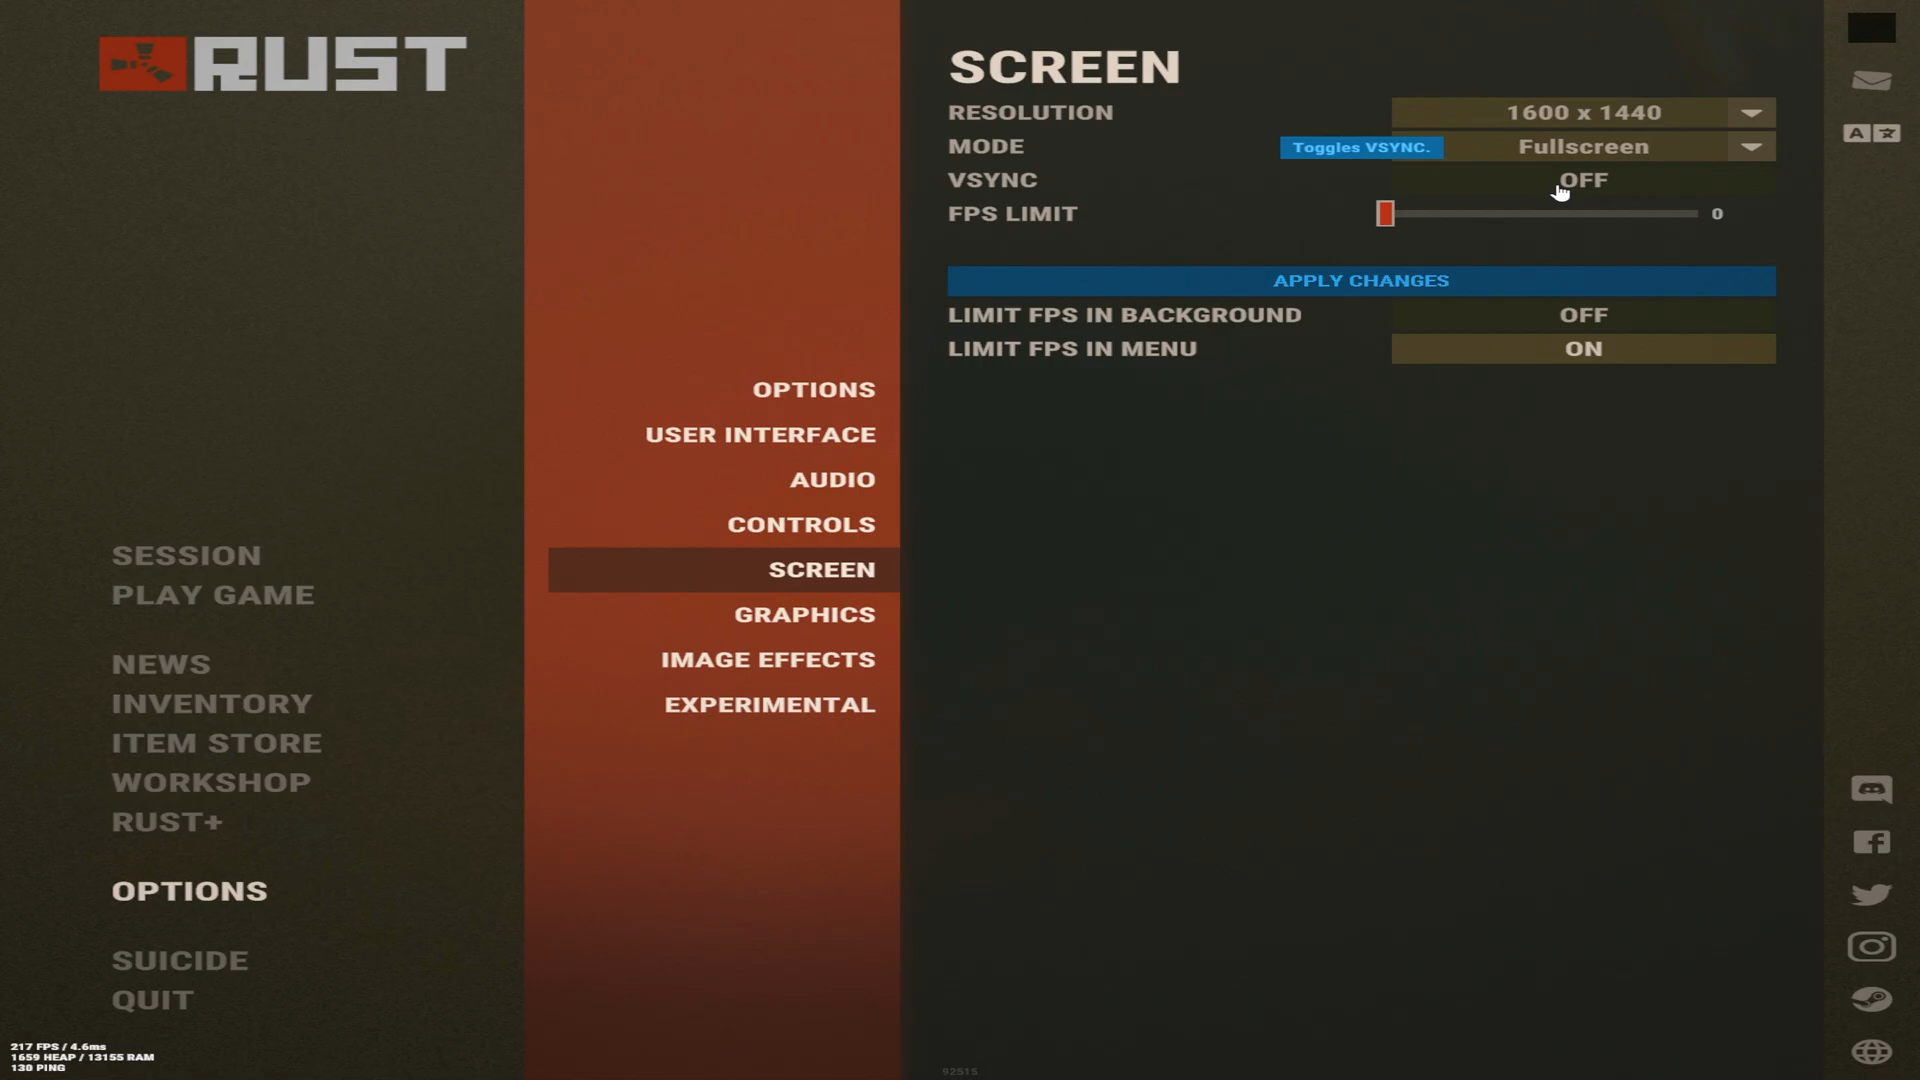 RUST
SESSION
PLAY GAME
NEWS
INVENTORY
ITEM STORE
WORKSHOP
RUST+
OPTIONS
SUICIDE
QUIT
217 FPS / 4.6ms
1659 HEAP / 13155 RAM
130 PING
OPTIONS
USER INTERFACE
AUDIO
CONTROLS
SCREEN
GRAPHICS
IMAGE EFFECTS
EXPERIMENTAL
SCREEN
RESOLUTION 1600 x 1440
MODE Toggles VSYNC. Fullscreen
VSYNC OFF
FPS LIMIT 0
APPLY CHANGES
LIMIT FPS IN BACKGROUND OFF
LIMIT FPS IN MENU ON
92515
A